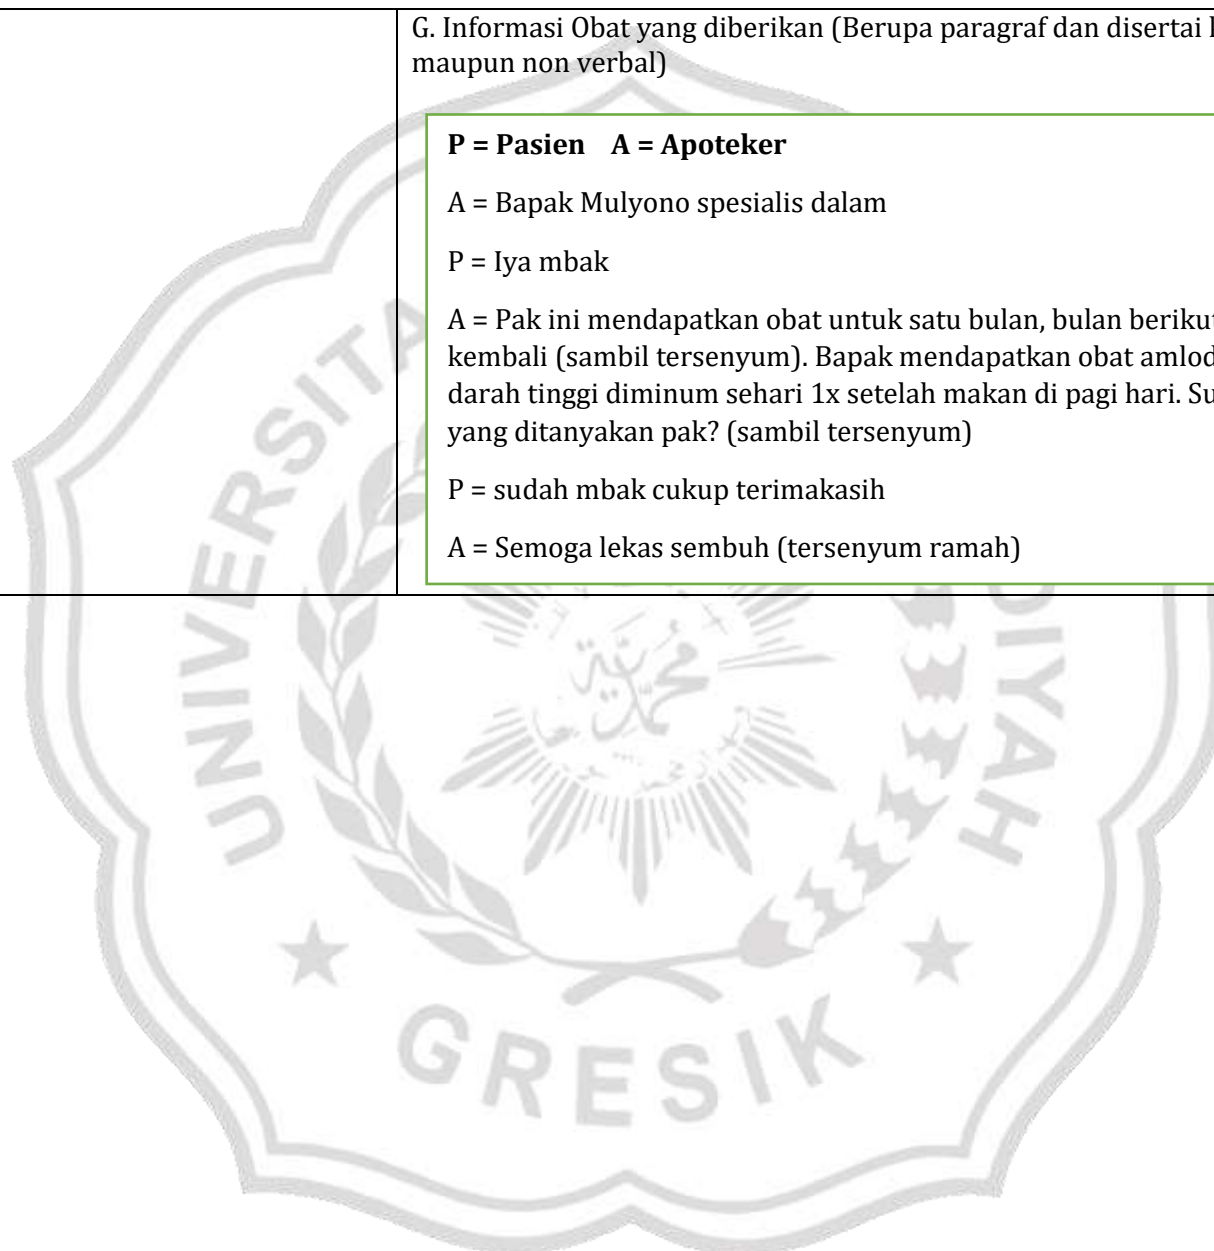 G. Informasi Obat yang diberikan (Berupa paragraf dan disertai
maupun non verbal)
P = Pasien A = Apoteker
A = Bapak Mulyono spesialis dalam
P = Iya mbak
A = Pak ini mendapatkan obat untuk satu bulan, bulan
kembali (sambil tersenyum). Bapak mendapatkan obat
darah tinggi diminum sehari 1x setelah makan di pagi hari.
yang ditanyakan pak? (sambil tersenyum)
P = sudah mbak cukup terimakasih
A = Semoga lekas sembuh (tersenyum ramah)
GRESIK